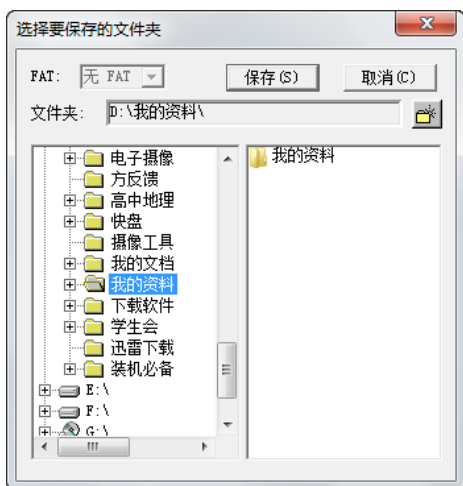 选择要保存的文件夹
FAT: 无 FAT 保存(S) 取消(C)
文件夹: D:\我的资料\
电子摄像
方反馈
高中地理
快盘
摄像工具
我的文档
我的资料
下载软件
学生会
迅雷下载
装机必备
E:\
F:\
G:\
我的资料